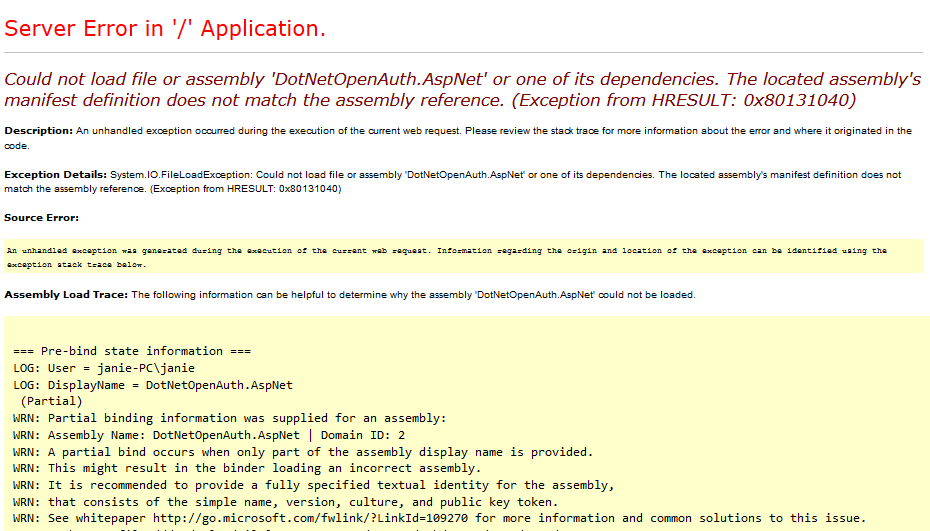 Server Error in '/' Application.
Could not load file or assembly 'DotNetOpenAuth.AspNet' or one of its dependencies. The located assembly's
manifest definition does not match the assembly reference. (Exception from HRESULT: 0x80131040)
Description: An unhandled exception occurred during the execution of the current web request. Please review the stack trace for more information about the error and where it originated in the
code.
Exception Details: System.IO.FileLoadException: Could not load file or assembly 'DotNetOpenAuth.AspNet' or one of its dependencies. The located assembly's manifest definition does not
match the assembly reference. (Exception from HRESULT: 0x80131040)
Source Error:
An unhandled exception was generated during the execution of the current web request. Information regarding the origin and location of the exception can be identified using the
exception stack trace below.
Assembly Load Trace: The following information can be helpful to determine why the assembly 'DotNetOpenAuth.AspNet' could not be loaded.
=== Pre-bind state information ===
LOG: User = janie-PC\janie
LOG: DisplayName = DotNetOpenAuth.AspNet
(Partial)
WRN: Partial binding information was supplied for an assembly:
WRN: Assembly Name: DotNetOpenAuth.AspNet | Domain ID: 2
WRN: A partial bind occurs when only part of the assembly display name is provided.
WRN: This might result in the binder loading an incorrect assembly.
WRN: It is recommended to provide a fully specified textual identity for the assembly,
WRN: that consists of the simple name, version, culture, and public key token.
WRN: See whitepaper http://go.microsoft.com/fwlink/?LinkId=109270 for more information and common solutions to this issue.